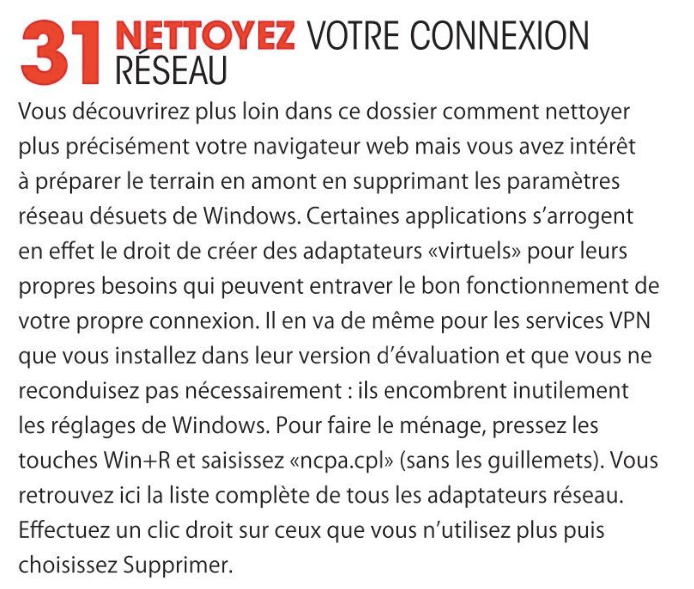 31 NETTOYEZ VOTRE CONNEXION
RÉSEAU
Vous découvrirez plus loin dans ce dossier comment nettoyer
plus précisément votre navigateur web mais vous avez intérêt
à préparer le terrain en amont en supprimant les paramètres
réseau désuets de Windows. Certaines applications s’arrogent
en effet le droit de créer des adaptateurs «virtuels» pour leurs
propres besoins qui peuvent entraver le bon fonctionnement de
votre propre connexion. Il en va de même pour les services VPN
que vous installez dans leur version d’évaluation et que vous ne
reconduisez pas nécessairement : ils encombrent inutilement
les réglages de Windows. Pour faire le ménage, pressez les
touches Win+R et saisissez «ncpa.cpl» (sans les guillemets). Vous
retrouvez ici la liste complète de tous les adaptateurs réseau.
Effectuez un clic droit sur ceux que vous n’utilisez plus puis
choisissez Supprimer.